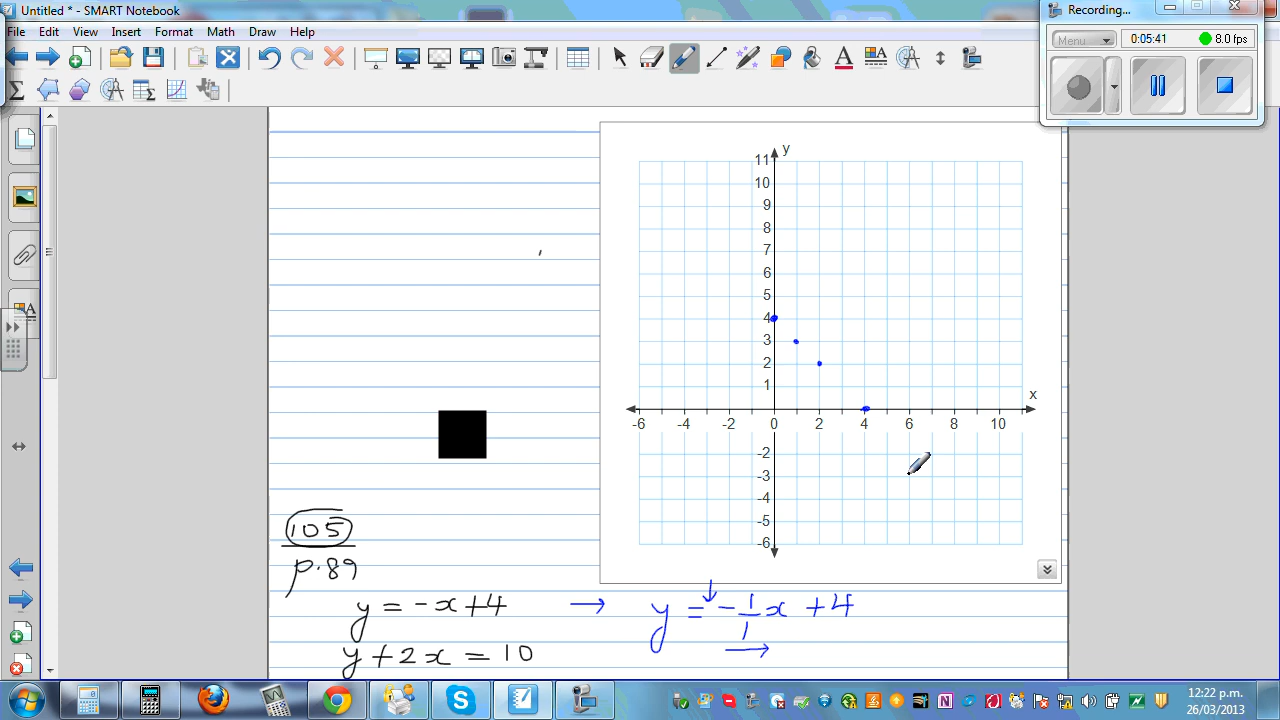 Untitled * - SMART Notebook
Recording...
File Edit View Insert Format Math Draw Help
Menu
0:05:41
8.0 fps
y
11
10
9
8
7
6
5
4
3
2
1
x
-6 -4 -2 0 2 4 6 8 10
-2
-3
-4
-5
-6
105
p.89
y = -x+4 → y = -1/1 x + 4
y + 2x = 10
12:22 p.m.
26/03/2013